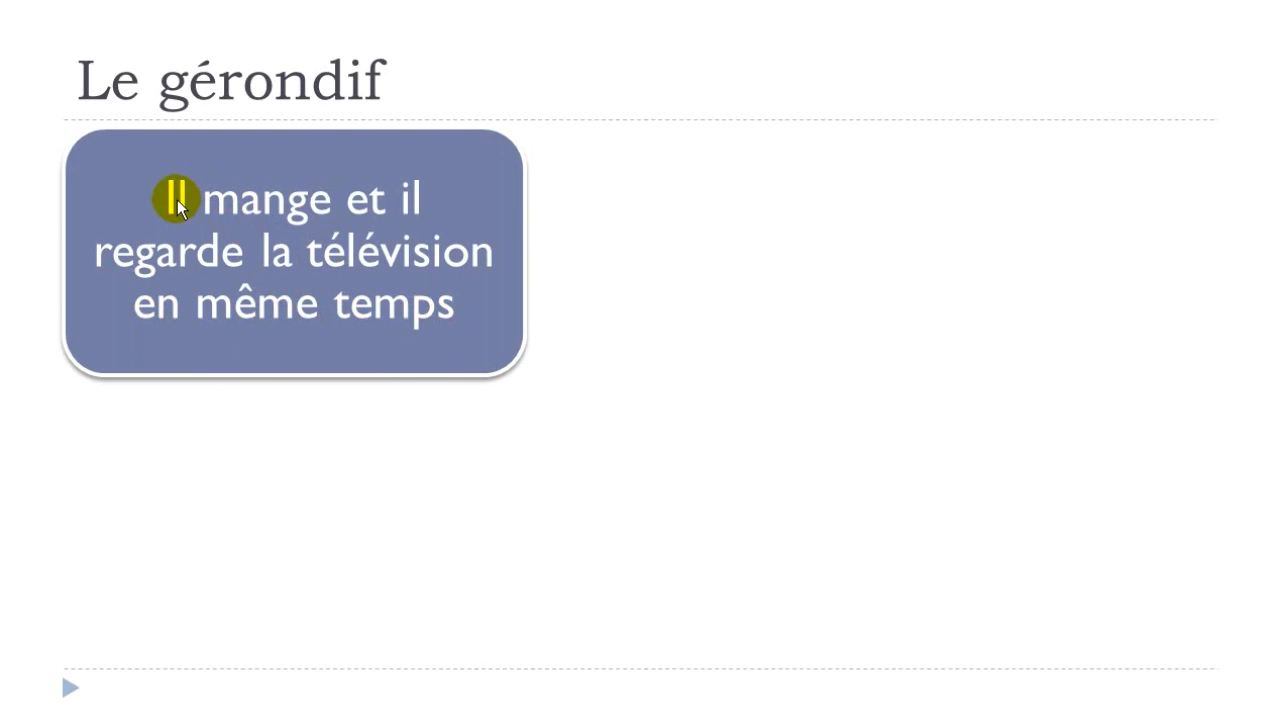 Le gérondif
Il mange et il
regarde la télévision
en même temps